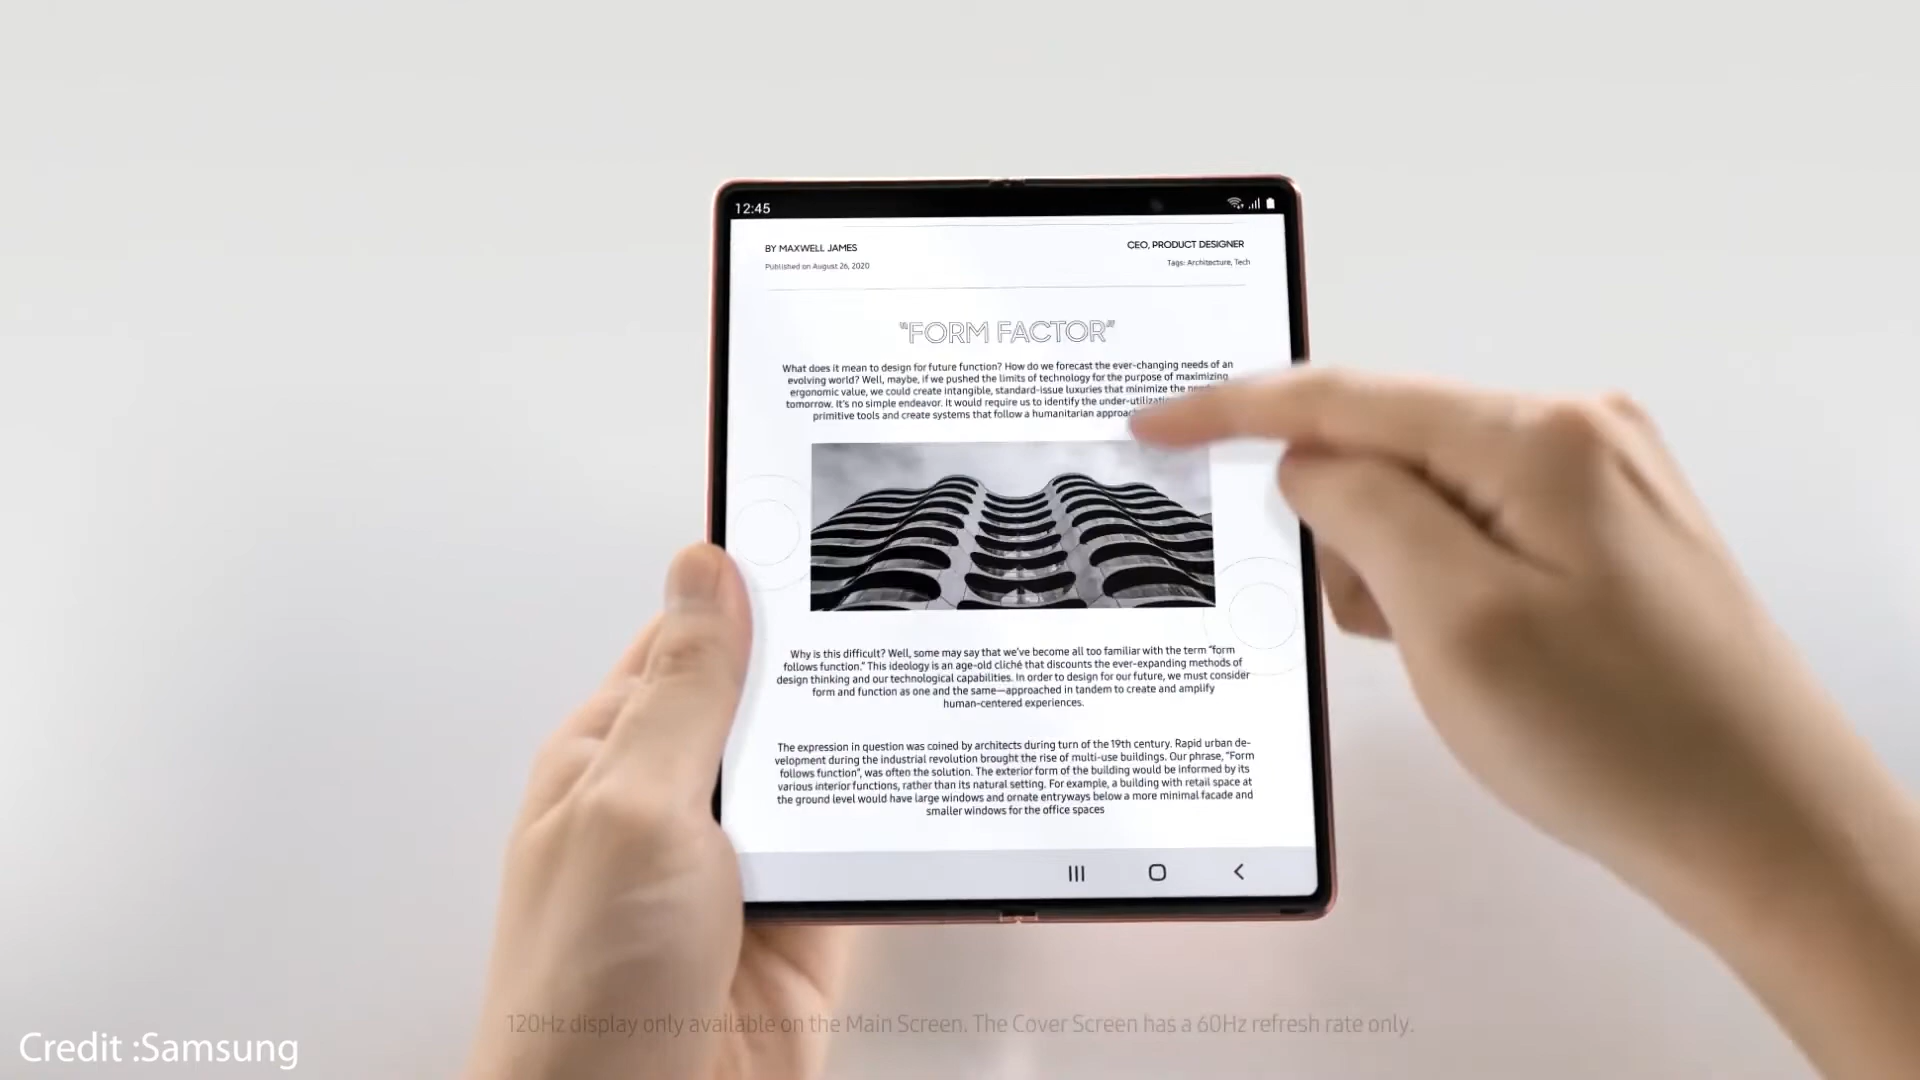 12:45
BY MAXWELL JAMES
CEO, PRODUCT DESIGNER
Published on August 26, 2020
Tags: Architecture, Tech
"FORM FACTOR"
What does it mean to design for future function? How do we forecast the ever-changing needs of an
evolving world? Well, maybe, if we pushed the limits of technology for the purpose of maximizing
ergonomic value, we could create intangible, standard-issue luxuries that minimize the
tomorrow. It's no simple endeavor. It would require us to identify the
primitive tools and create systems that follow a humanitarian
Why is this difficult? Well, some may say that we've become all too familiar with the term "form
follows function." This ideology is an age-old cliché that discounts the ever-expanding methods of
design thinking and our technological capabilities. In order to design for our future, we must consider
form and function as one and the same—approached in tandem to create and amplify
human-centered experiences.
The expression in question was coined by architects during turn of the 19th century. Rapid urban de-
velopment during the industrial revolution brought the rise of multi-use buildings. Our phrase, "Form
follows function", was often the solution. The exterior form of the building would be informed by its
various interior functions, rather than its natural setting. For example, a building with retail space at
the ground level would have large windows and ornate entryways below a more minimal facade and
smaller windows for the office spaces
120Hz display only available on the Main Screen. The Cover Screen has a 60Hz refresh rate only.
Credit :Samsung